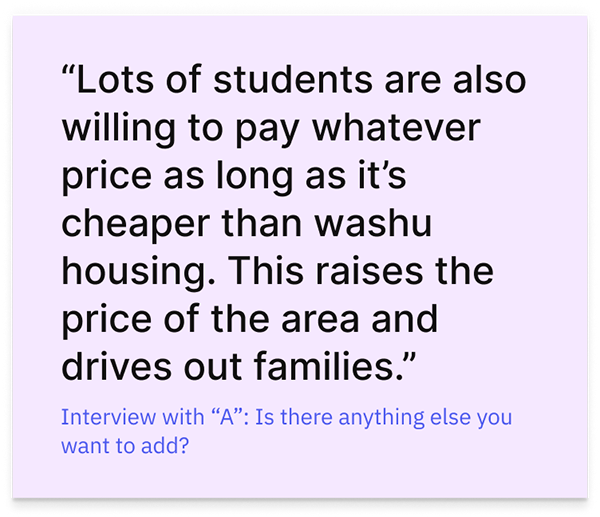 “Lots of students are also
willing to pay whatever
price as long as it’s
cheaper than washu
housing. This raises the
price of the area and
drives out families.”
Interview with “A”: Is there anything else you
want to add?